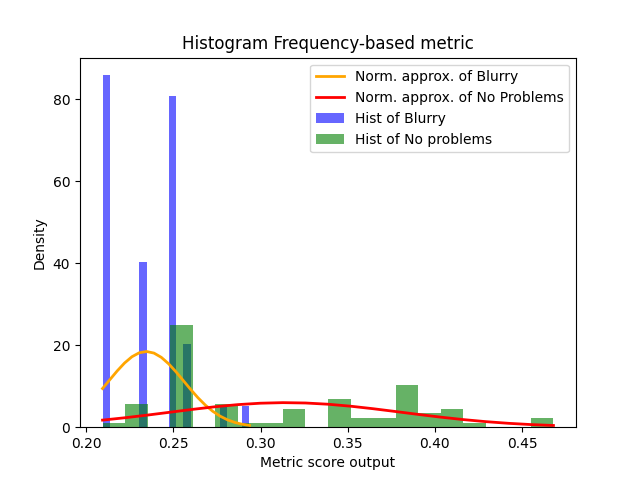 Histogram Frequency-based metric
Norm. approx. of Blurry
Norm. approx. of No Problems
Hist of Blurry
Hist of No problems
80
60
40
20
0
Density
0.20 0.25 0.30 0.35 0.40 0.45
Metric score output